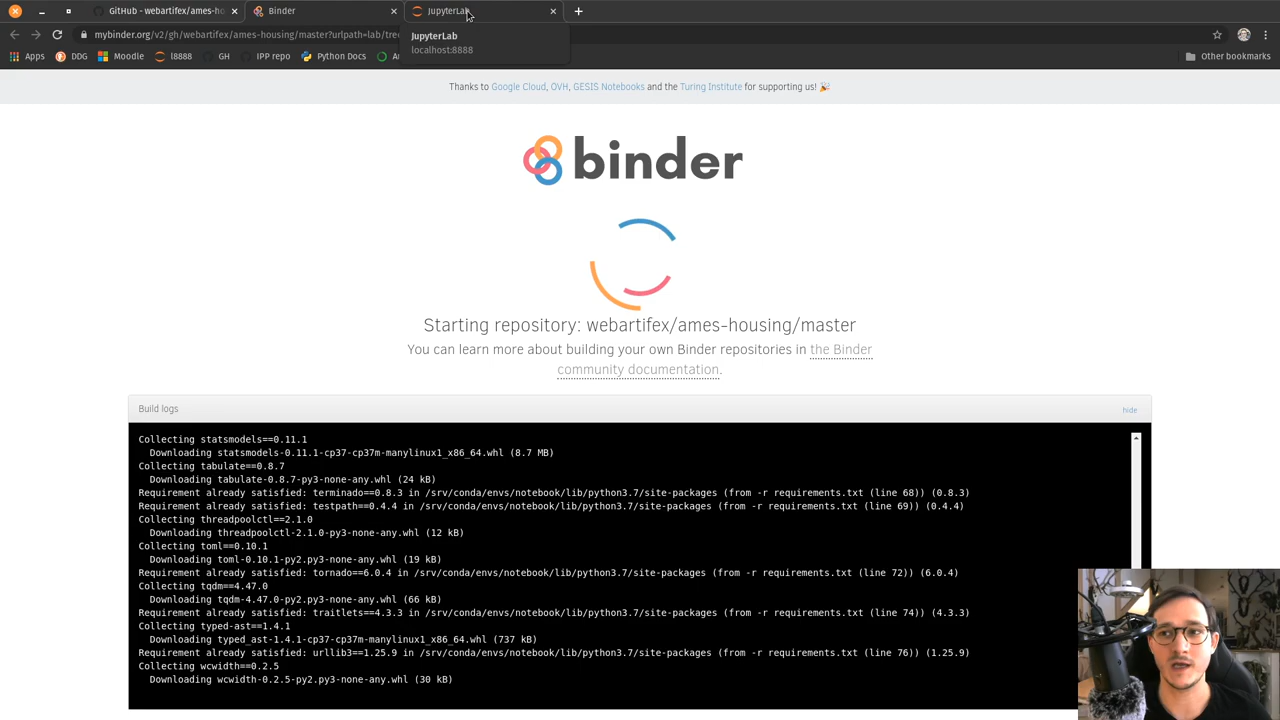 GitHub - webartifex/ames-ho
Binder
JupyterLab
mybinder.org/v2/gh/webartifex/ames-housing/master?urlpath=lab/tree
JupyterLab
localhost:8888
Apps
DDG
Moodle
l8888
GH
IPP repo
Python Docs
Other bookmarks
Thanks to Google Cloud, OVH, GESIS Notebooks and the Turing Institute for supporting us! 🎉
binder
Starting repository: webartifex/ames-housing/master
You can learn more about building your own Binder repositories in the Binder
community documentation.
Build logs
hide
Collecting statsmodels==0.11.1
Downloading statsmodels-0.11.1-cp37-cp37m-manylinux1_x86_64.whl (8.7 MB)
Collecting tabulate==0.8.7
Downloading tabulate-0.8.7-py3-none-any.whl (24 kB)
Requirement already satisfied: terminado==0.8.3 in /srv/conda/envs/notebook/lib/python3.7/site-packages (from -r requirements.txt (line 68)) (0.8.3)
Requirement already satisfied: testpath==0.4.4 in /srv/conda/envs/notebook/lib/python3.7/site-packages (from -r requirements.txt (line 69)) (0.4.4)
Collecting threadpoolctl==2.1.0
Downloading threadpoolctl-2.1.0-py3-none-any.whl (12 kB)
Collecting toml==0.10.1
Downloading toml-0.10.1-py2.py3-none-any.whl (19 kB)
Requirement already satisfied: tornado==6.0.4 in /srv/conda/envs/notebook/lib/python3.7/site-packages (from -r requirements.txt (line 72)) (6.0.4)
Collecting tqdm==4.47.0
Downloading tqdm-4.47.0-py2.py3-none-any.whl (66 kB)
Requirement already satisfied: traitlets==4.3.3 in /srv/conda/envs/notebook/lib/python3.7/site-packages (from -r requirements.txt (line 74)) (4.3.3)
Collecting typed-ast==1.4.1
Downloading typed_ast-1.4.1-cp37-cp37m-manylinux1_x86_64.whl (737 kB)
Requirement already satisfied: urllib3==1.25.9 in /srv/conda/envs/notebook/lib/python3.7/site-packages (from -r requirements.txt (line 76)) (1.25.9)
Collecting wcwidth==0.2.5
Downloading wcwidth-0.2.5-py2.py3-none-any.whl (30 kB)